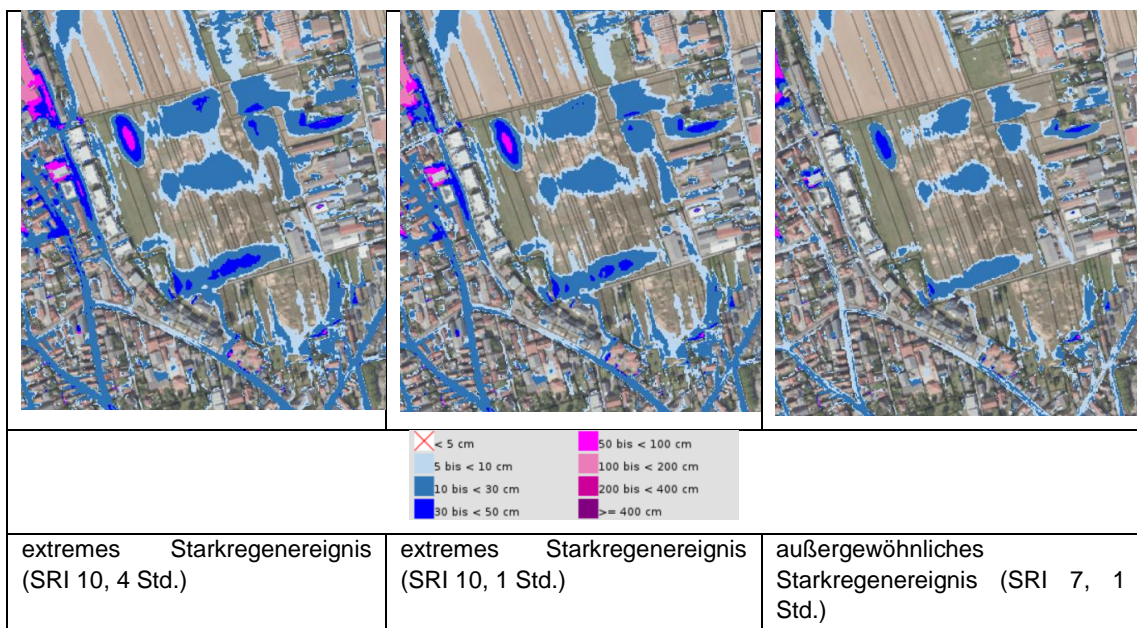 < 5 cm
5 bis < 10 cm
10 bis < 30 cm
30 bis < 50 cm
50 bis < 100 cm
100 bis < 200 cm
200 bis < 400 cm
>= 400 cm
extremes Starkregenereignis
(SRI 10, 4 Std.)
extremes Starkregenereignis
(SRI 10, 1 Std.)
außergewöhnliches
Starkregenereignis (SRI 7, 1
Std.)